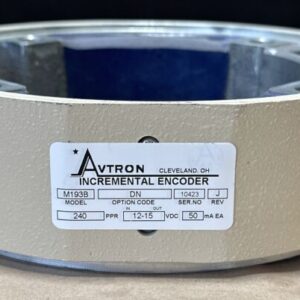 AVTRON
CLEVELAND, OH
INCREMENTAL ENCODER
M193B DN 10423 J
MODEL OPTION CODE SER.NO REV
IN OUT
240 PPR 12-15 VDC 50 mA EA